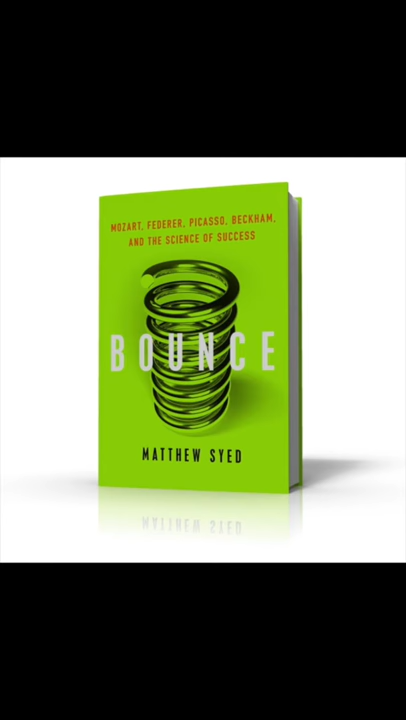 MOZART, FEDERER, PICASSO, BECKHAM,
AND THE SCIENCE OF SUCCESS
BOUNCE
MATTHEW SYED